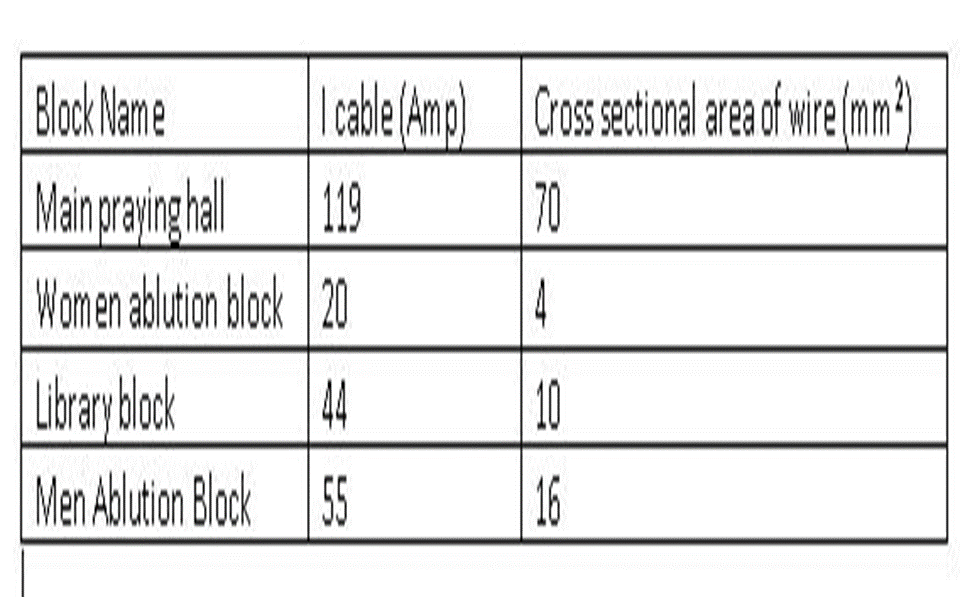 Block Name I cable (Amp) Cross sectional area of wire (mm²)
Main praying hall 119 70
Women ablution block 20 4
Library block 44 10
Men Ablution Block 55 16